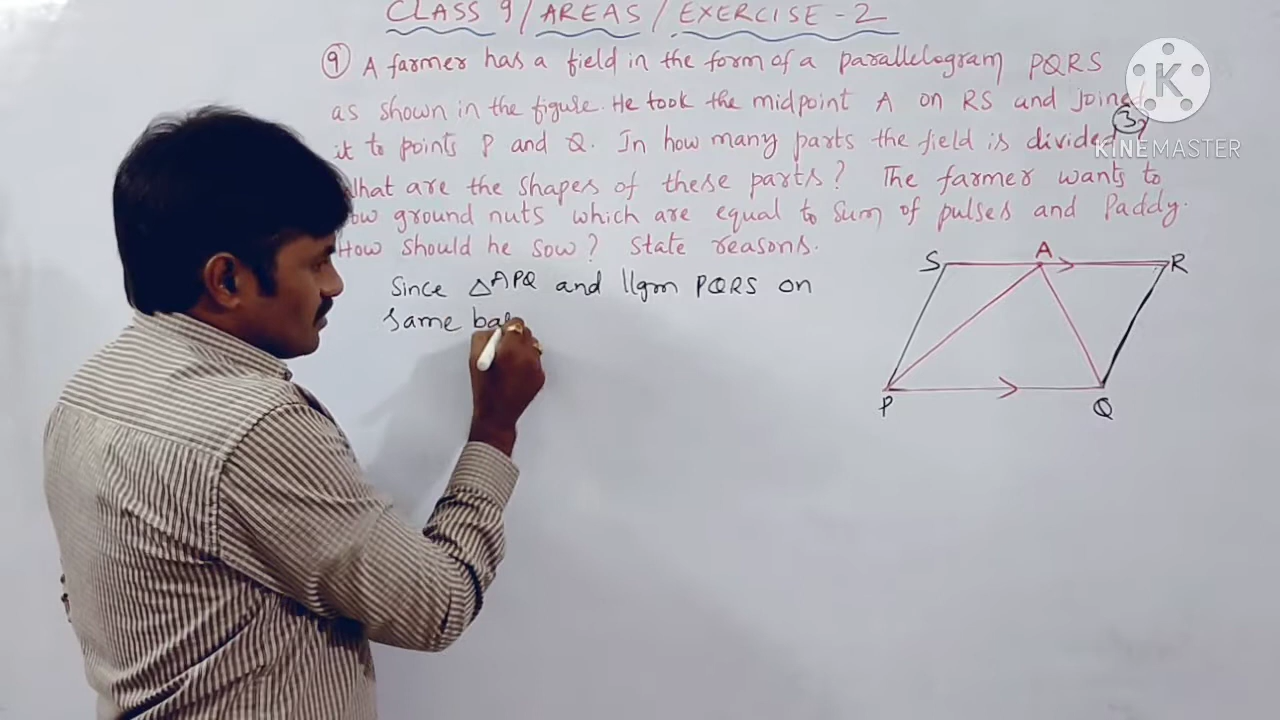 CLASS 9 / AREAS / EXERCISE - 2
9 A farmer has a field in the form of a parallelogram PQRS
as shown in the figure. He took the midpoint A on RS and joined
it to points P and Q. In how many parts the field is divided 3
What are the shapes of these parts? The farmer wants to
sow ground nuts which are equal to sum of pulses and Paddy.
How should he sow? State reasons.
Since △APQ and llgm PQRS on
same bas
S A R
P Q
K
KINEMASTER